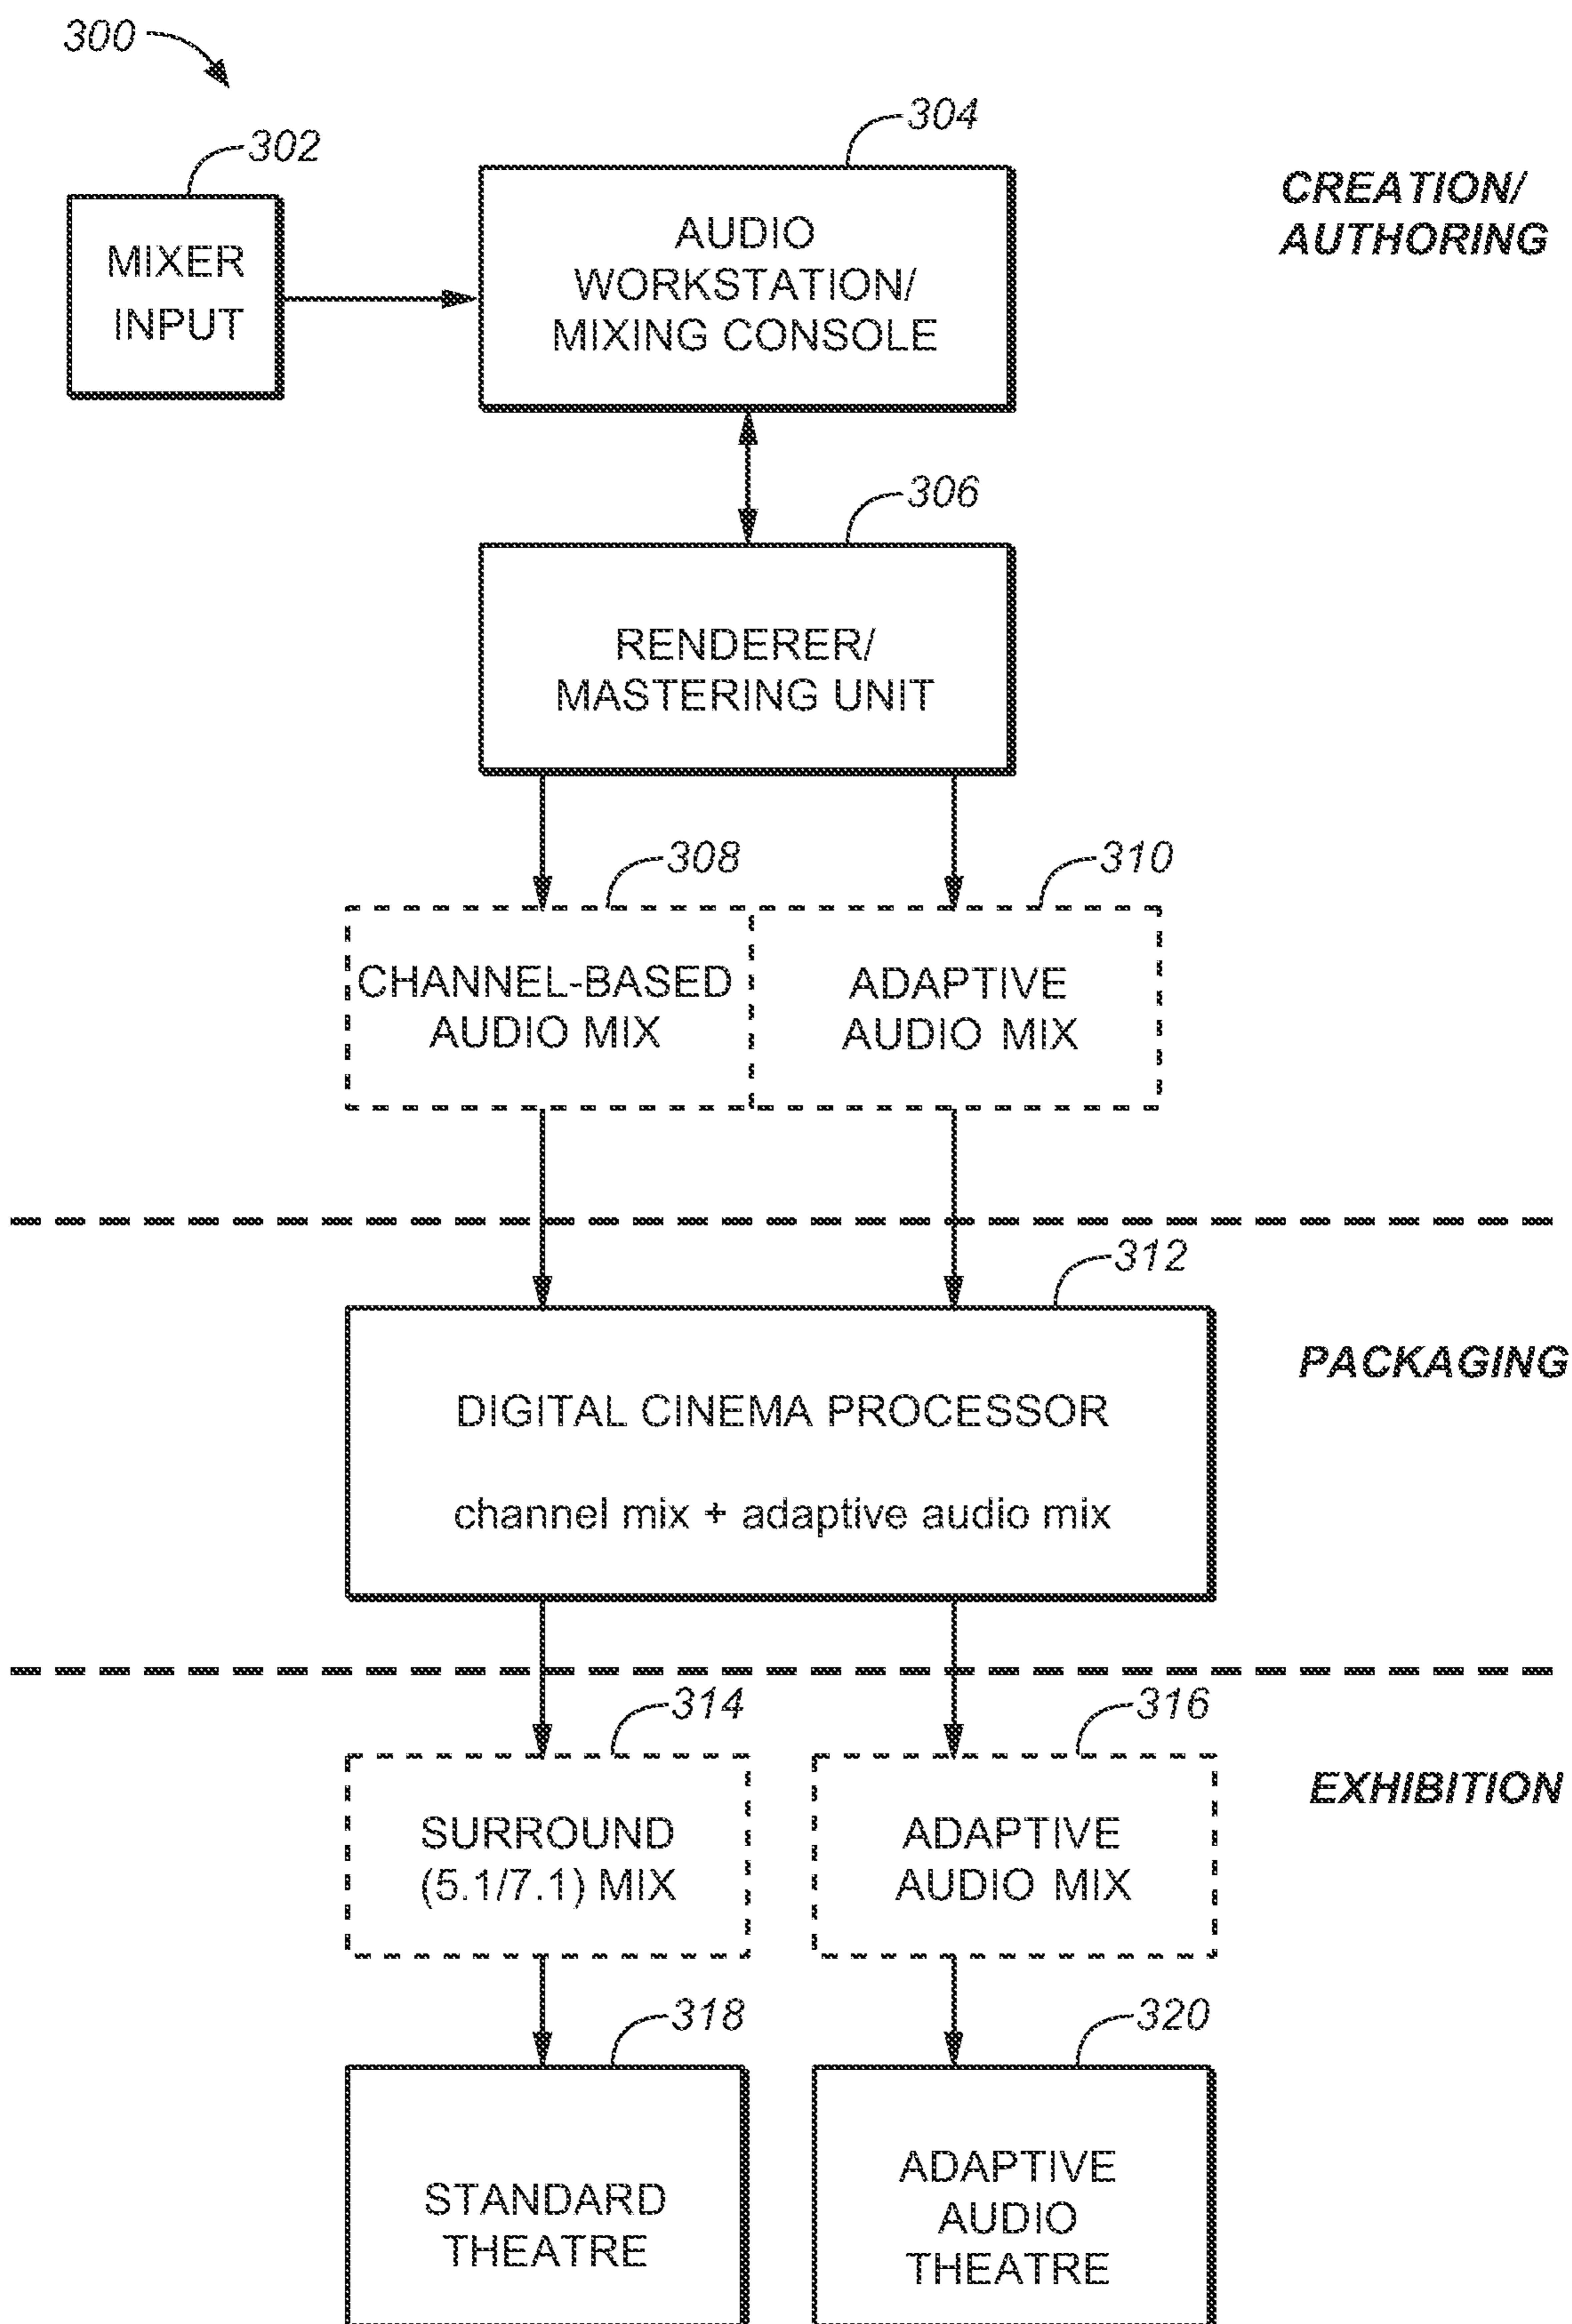 300
304
302
CREATION/
AUTHORING
MIXER
INPUT
AUDIO
WORKSTATION/
MIXING CONSOLE
306
RENDERER/
MASTERING UNIT
308
310
CHANNEL-BASED
AUDIO MIX
ADAPTIVE
AUDIO MIX
312
PACKAGING
DIGITAL CINEMA PROCESSOR
channel mix + adaptive audio mix
314
316
EXHIBITION
SURROUND
(5.1/7.1) MIX
ADAPTIVE
AUDIO MIX
318
320
STANDARD
THEATRE
ADAPTIVE
AUDIO
THEATRE